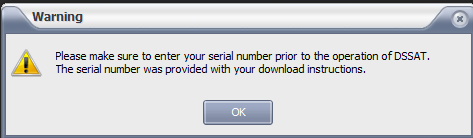 Warning
Please make sure to enter your serial number prior to the operation of DSSAT.
The serial number was provided with your download instructions.
OK